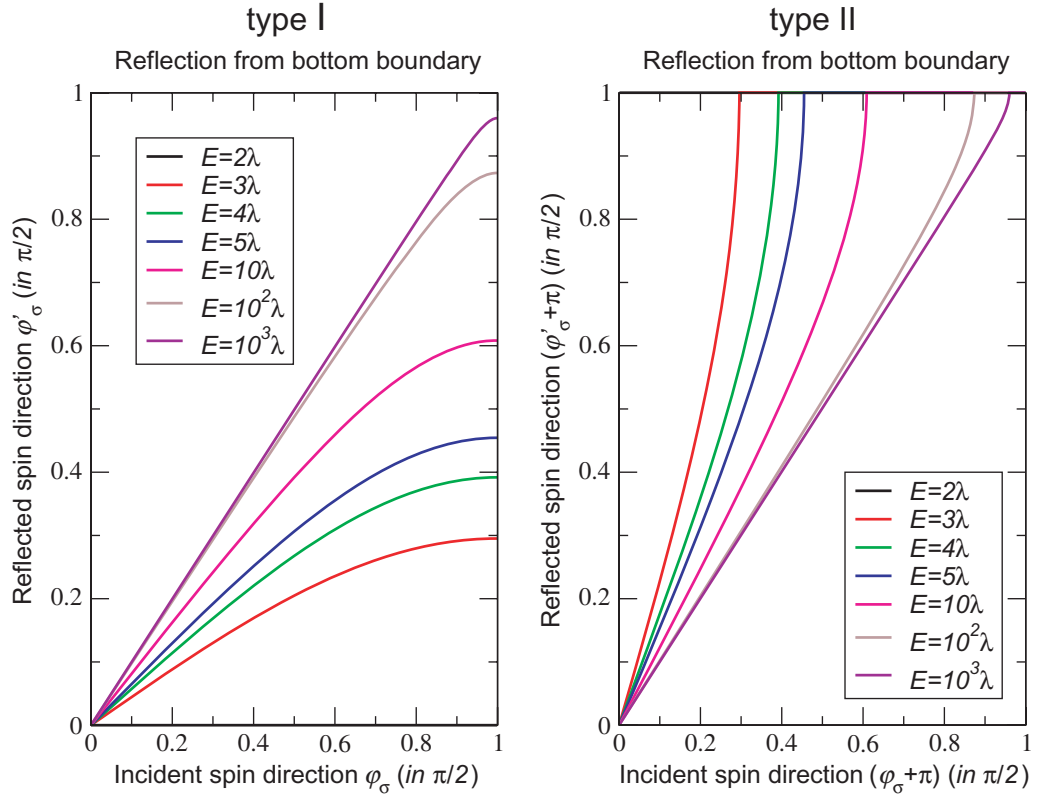 type I
Reflection from bottom boundary
1
0.8
0.6
0.4
0.2
0
0
0.2
0.4
0.6
0.8
1
E=2λ
E=3λ
E=4λ
E=5λ
E=10λ
E=10²λ
E=10³λ
Reflected spin direction φ'σ (in π/2)
Incident spin direction φσ (in π/2)
type II
Reflection from bottom boundary
1
0.8
0.6
0.4
0.2
0
0
0.2
0.4
0.6
0.8
1
E=2λ
E=3λ
E=4λ
E=5λ
E=10λ
E=10²λ
E=10³λ
Reflected spin direction (φ'σ+π) (in π/2)
Incident spin direction (φσ+π) (in π/2)